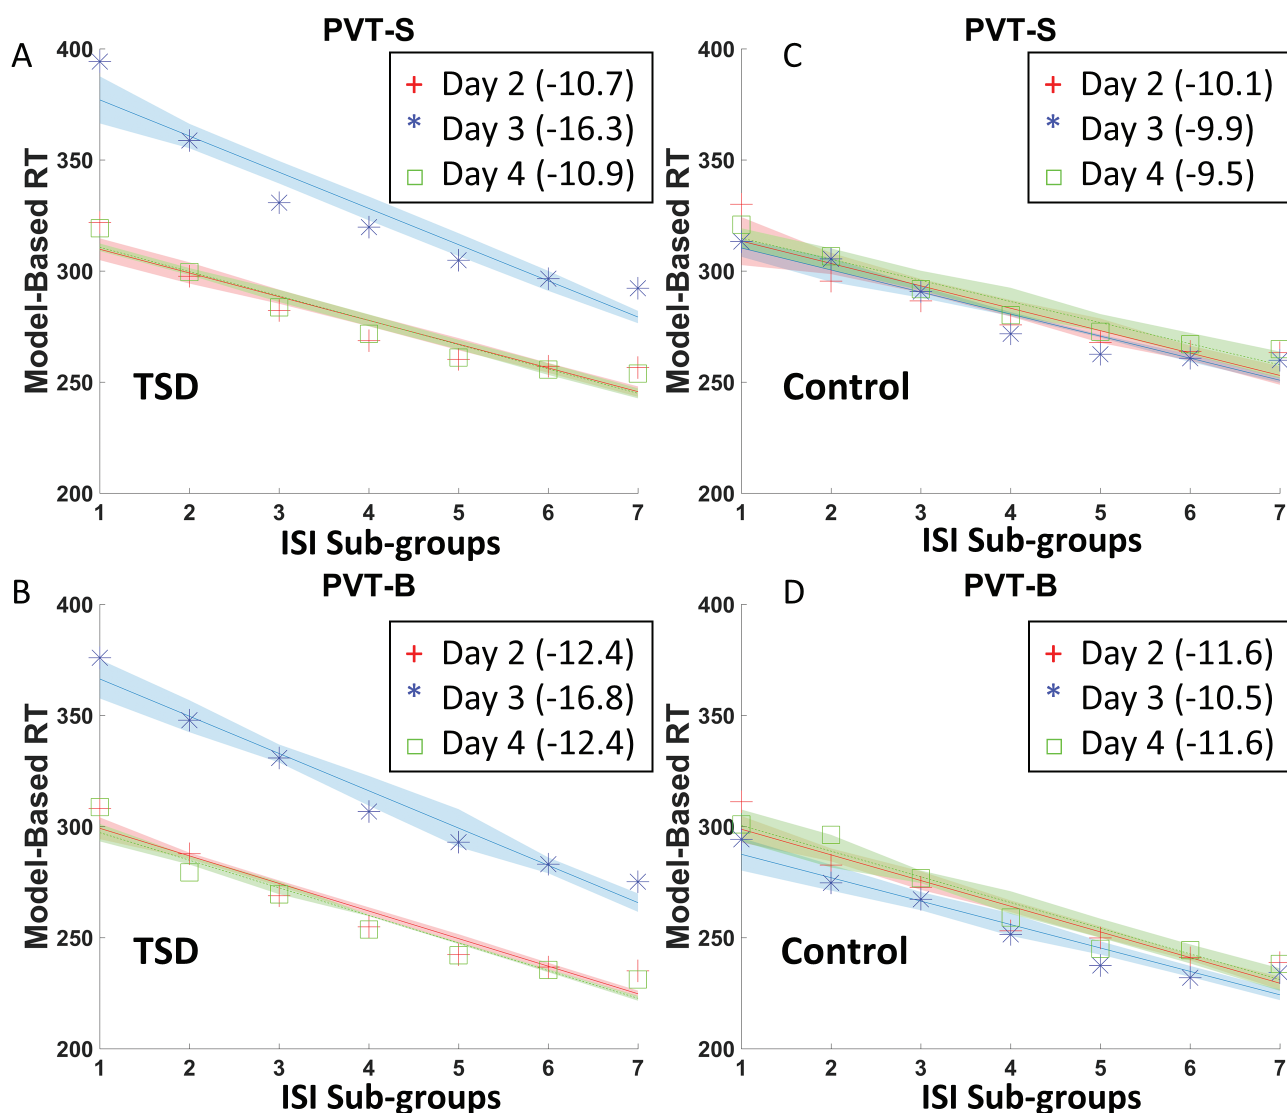 A
PVT-S
Model-Based RT
400
350
300
250
200
+ Day 2 (-10.7)
* Day 3 (-16.3)
□ Day 4 (-10.9)
TSD
1 2 3 4 5 6 7
ISI Sub-groups
C
PVT-S
Model-Based RT
400
350
300
250
200
+ Day 2 (-10.1)
* Day 3 (-9.9)
□ Day 4 (-9.5)
Control
1 2 3 4 5 6 7
ISI Sub-groups
B
PVT-B
Model-Based RT
400
350
300
250
200
+ Day 2 (-12.4)
* Day 3 (-16.8)
□ Day 4 (-12.4)
TSD
1 2 3 4 5 6 7
ISI Sub-groups
D
PVT-B
Model-Based RT
400
350
300
250
200
+ Day 2 (-11.6)
* Day 3 (-10.5)
□ Day 4 (-11.6)
Control
1 2 3 4 5 6 7
ISI Sub-groups